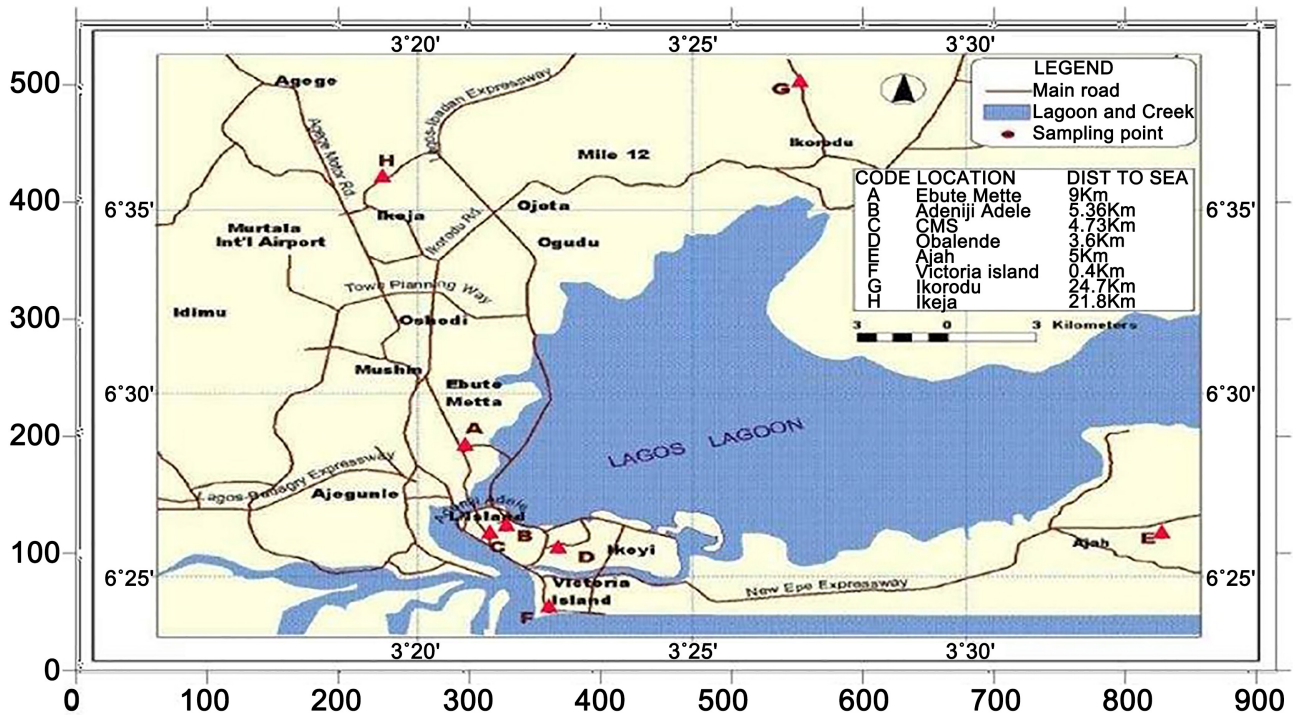 3°20' 3°25' 3°30'
500
400
300
200
100
0
0 100 200 300 400 500 600 700 800 900
6°35' 6°35'
6°30' 6°30'
6°25' 6°25'
3°20' 3°25' 3°30'
LEGEND
Main road
Lagoon and Creek
Sampling point
CODE LOCATION DIST TO SEA
A Ebute Mette 9Km
B Adeniji Adele 5.36Km
C CMS 4.73Km
D Obalende 3.6Km
E Ajah 5Km
F Victoria island 0.4Km
G Ikorodu 24.7Km
H Ikeja 21.8Km
3 0 3 Kilometers
Agege
Agege Motor Rd
Lagos-Ibadan Expressway
G
Ikorodu
H
Mile 12
Ikeja
Ojota
Ikorodu Rd.
Murtala
Int'l Airport
Ogudu
Town Planning Way
Idimu
Oshodi
Mushin
Ebute
Metta
A
LAGOS LAGOON
Lagos-Badagry Expressway
Ajegunle
Adeniji Adele
L/Island
B
C
D
Ikoyi
Ajah
E
Victoria
Island
F
New Epe Expressway